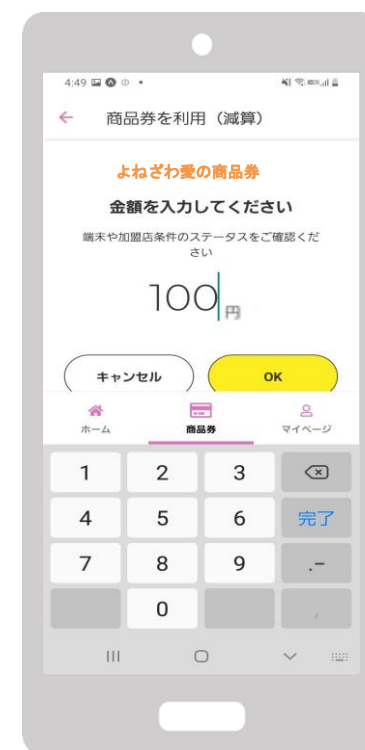 4:49
商品券を利用（減算）
よねざわ愛の商品券
金額を入力してください
端末や加盟店条件のステータスをご確認くだ
さい
100 円
キャンセル OK
ホーム 商品券 マイページ
1 2 3
4 5 6 完了
7 8 9 .-
0 ,